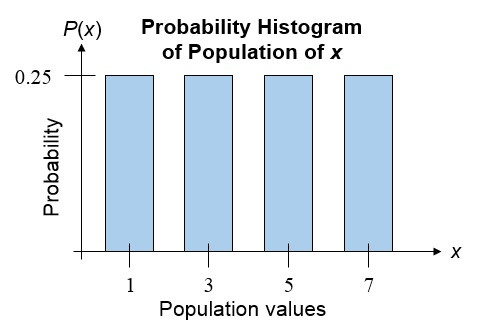 Probability Histogram
of Population of x
P(x)
0.25
Probability
x
1 3 5 7
Population values